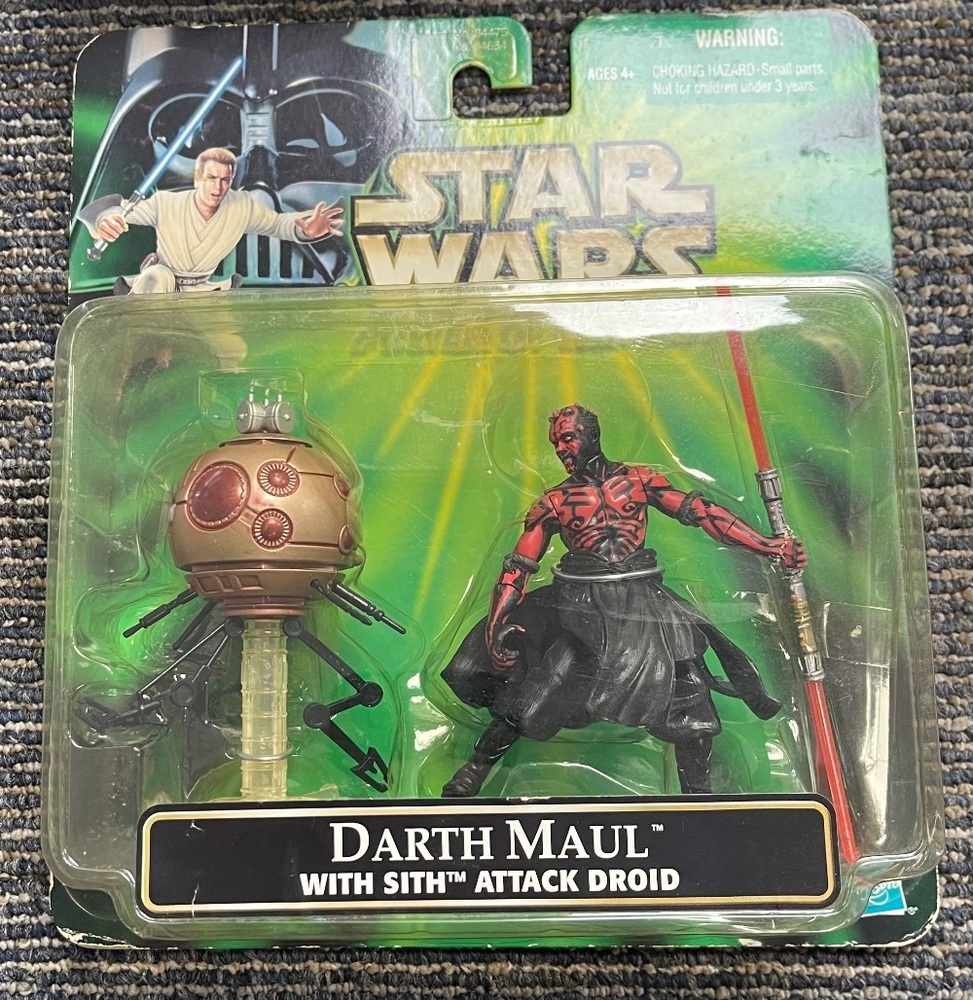 WARNING:
AGES 4+
CHOKING HAZARD-Small parts.
Not for children under 3 years.
STAR
WARS
DARTH MAUL™
WITH SITH™ ATTACK DROID